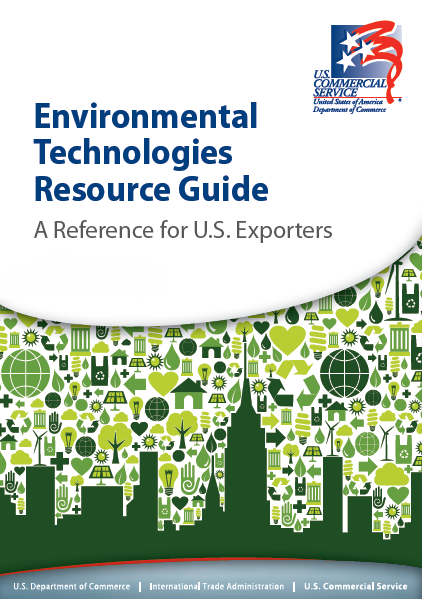 U.S.
COMMERCIAL
SERVICE
United States of America
Department of Commerce
Environmental
Technologies
Resource Guide
A Reference for U.S. Exporters
U.S. Department of Commerce | International Trade Administration | U.S. Commercial Service